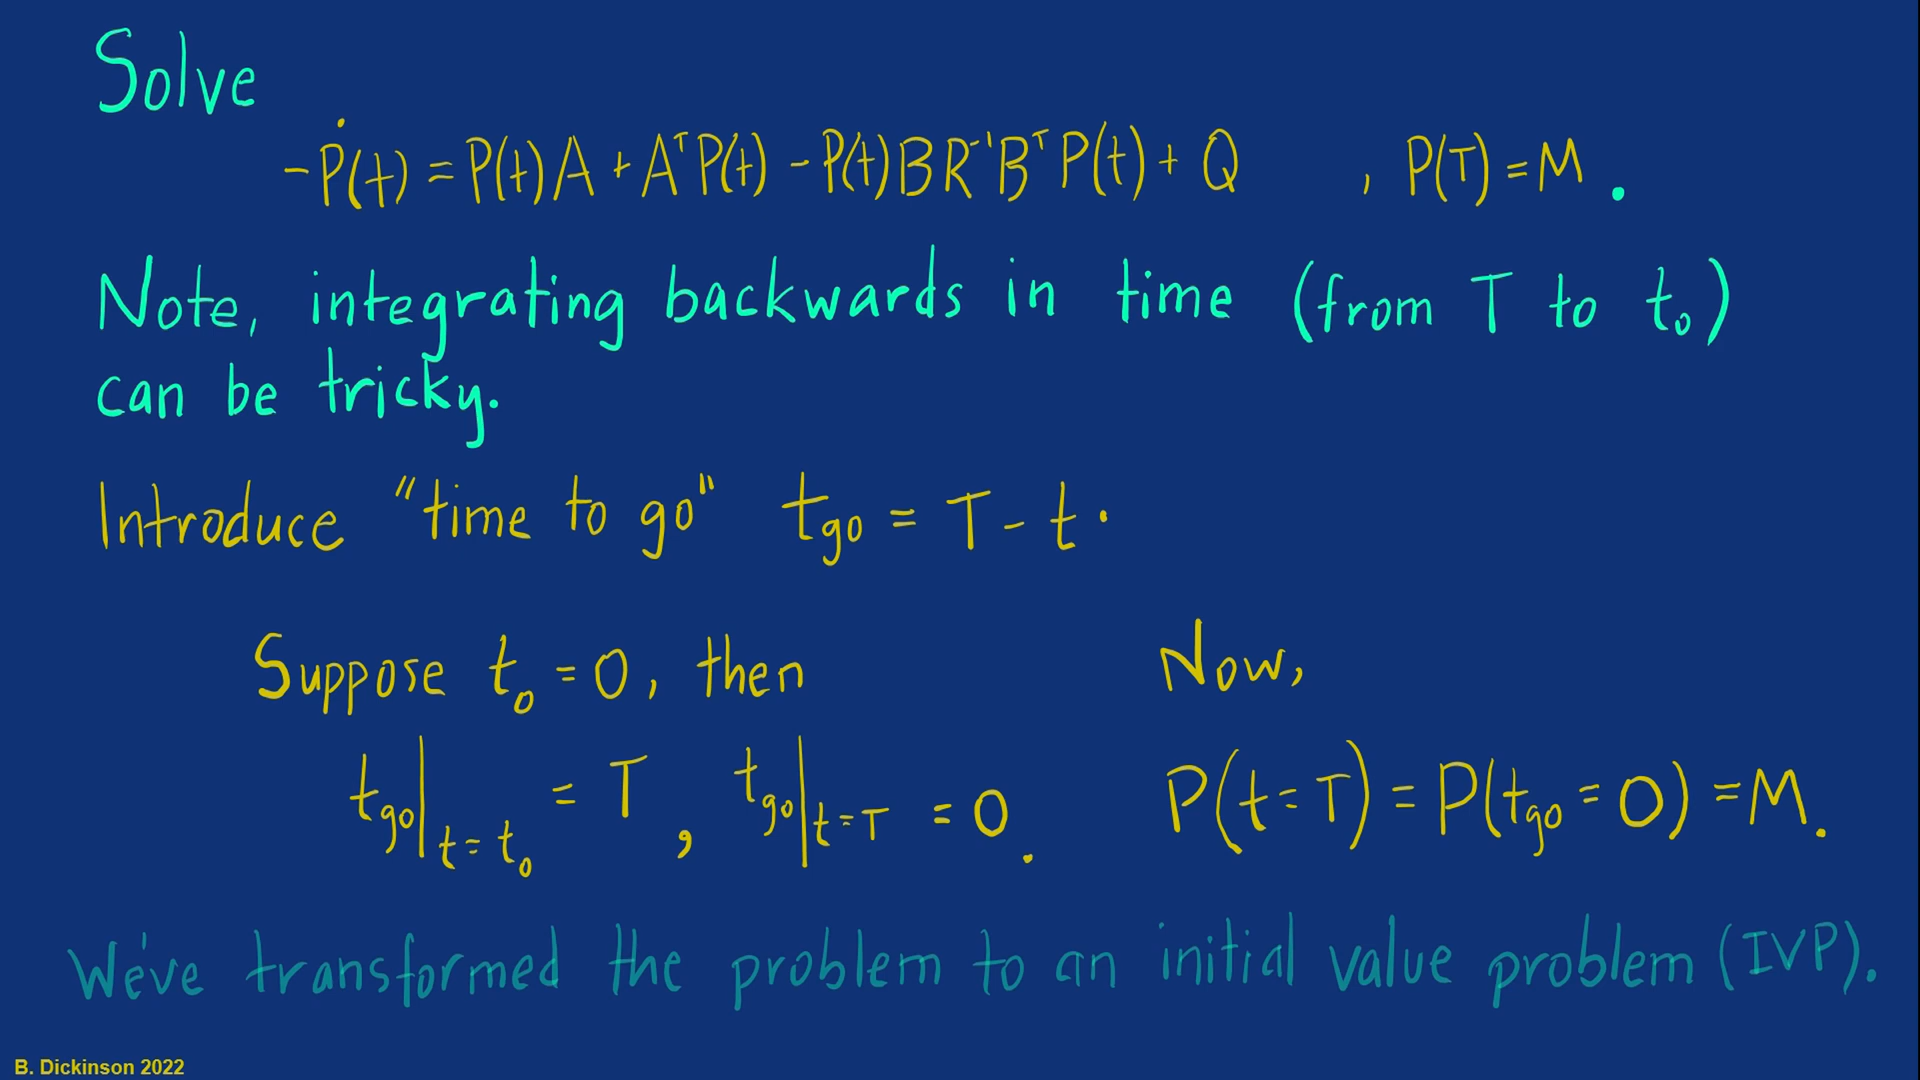 Solve
-Ṗ(t) = P(t)A + AᵀP(t) - P(t)BR⁻¹BᵀP(t) + Q , P(T) = M .
Note, integrating backwards in time (from T to t₀)
can be tricky.
Introduce "time to go" t_go = T - t .
Suppose t₀ = 0, then Now,
t_go|_{t = t₀} = T , t_go|_{t = T} = 0 . P(t = T) = P(t_go = 0) = M .
We've transformed the problem to an initial value problem (IVP).
B. Dickinson 2022